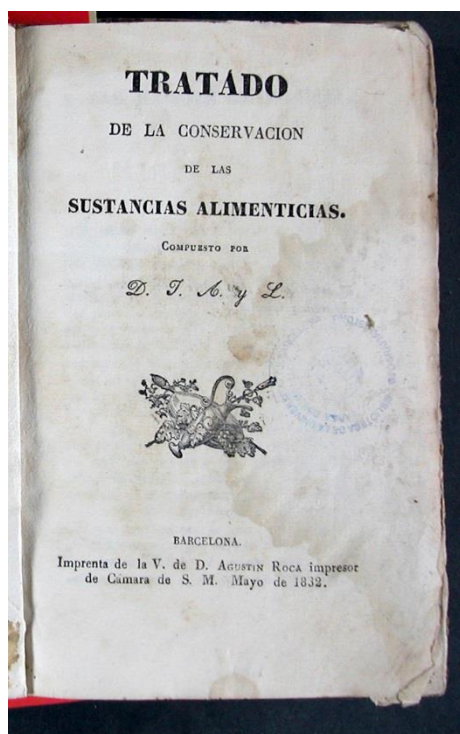 TRATADO
DE LA CONSERVACION
DE LAS
SUSTANCIAS ALIMENTICIAS.
COMPUESTO POR
D. J. A. y L.
BARCELONA.
Imprenta de la V. de D. AGUSTIN ROCA impresor
de Cámara de S. M. Mayo de 1832.